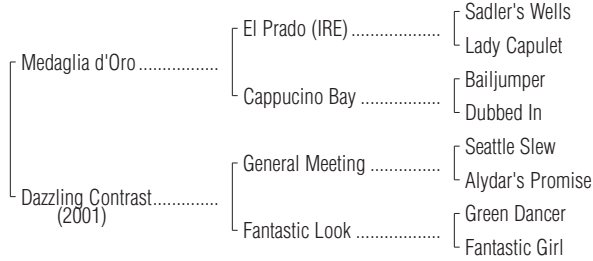 Sadler's Wells
El Prado (IRE) ....................
Lady Capulet
Medaglia d'Oro ................
Bailjumper
Cappucino Bay ..................
Dubbed In
Seattle Slew
General Meeting ................
Alydar's Promise
Dazzling Contrast.............
(2001)
Green Dancer
Fantastic Look ...................
Fantastic Girl